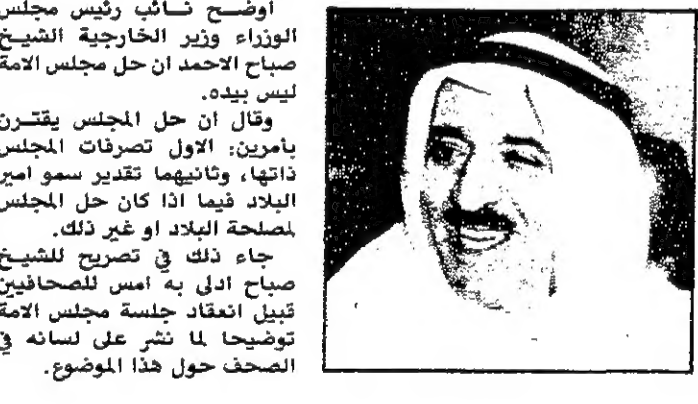 اوضح نائب رئيس مجلس
الوزراء وزير الخارجية الشيخ
صباح الاحمد ان حل مجلس الامة
ليس بيده.
وقال ان حل المجلس يقترن
بأمرين: الاول تصرفات المجلس
ذاتها، وثانيهما تقدير سمو امير
البلاد فيما اذا كان حل المجلس
لمصلحة البلاد او غير ذلك.
جاء ذلك في تصريح للشيخ
صباح ادلى به امس للصحافيين
قبيل انعقاد جلسة مجلس الامة
توضيحا لما نشر على لسانه في
الصحف حول هذا الموضوع.